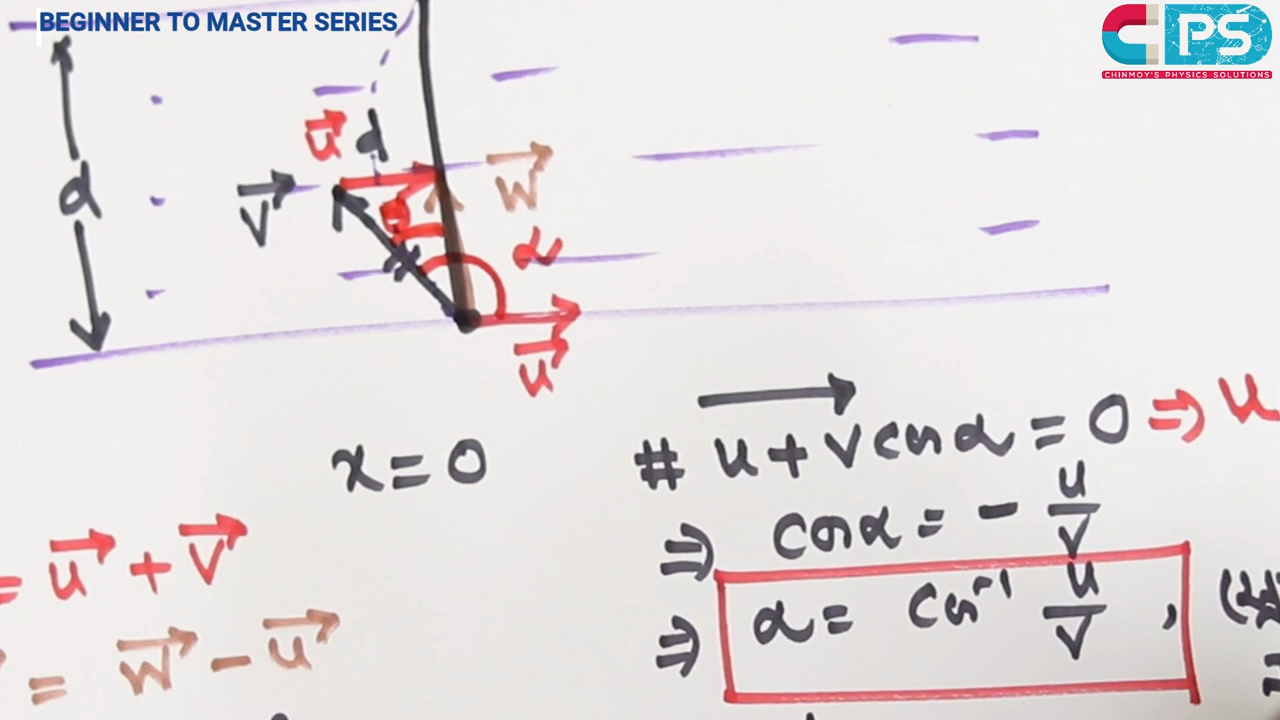 BEGINNER TO MASTER SERIES
CPS
CHINMOY'S PHYSICS SOLUTIONS
d
u
d
v
w
α
u
x = 0
# u + v cos α = 0 ⇒ u
⇒ cos α = - u/v
⇒ α = cos⁻¹ u/v ,
= u + v
= w - u